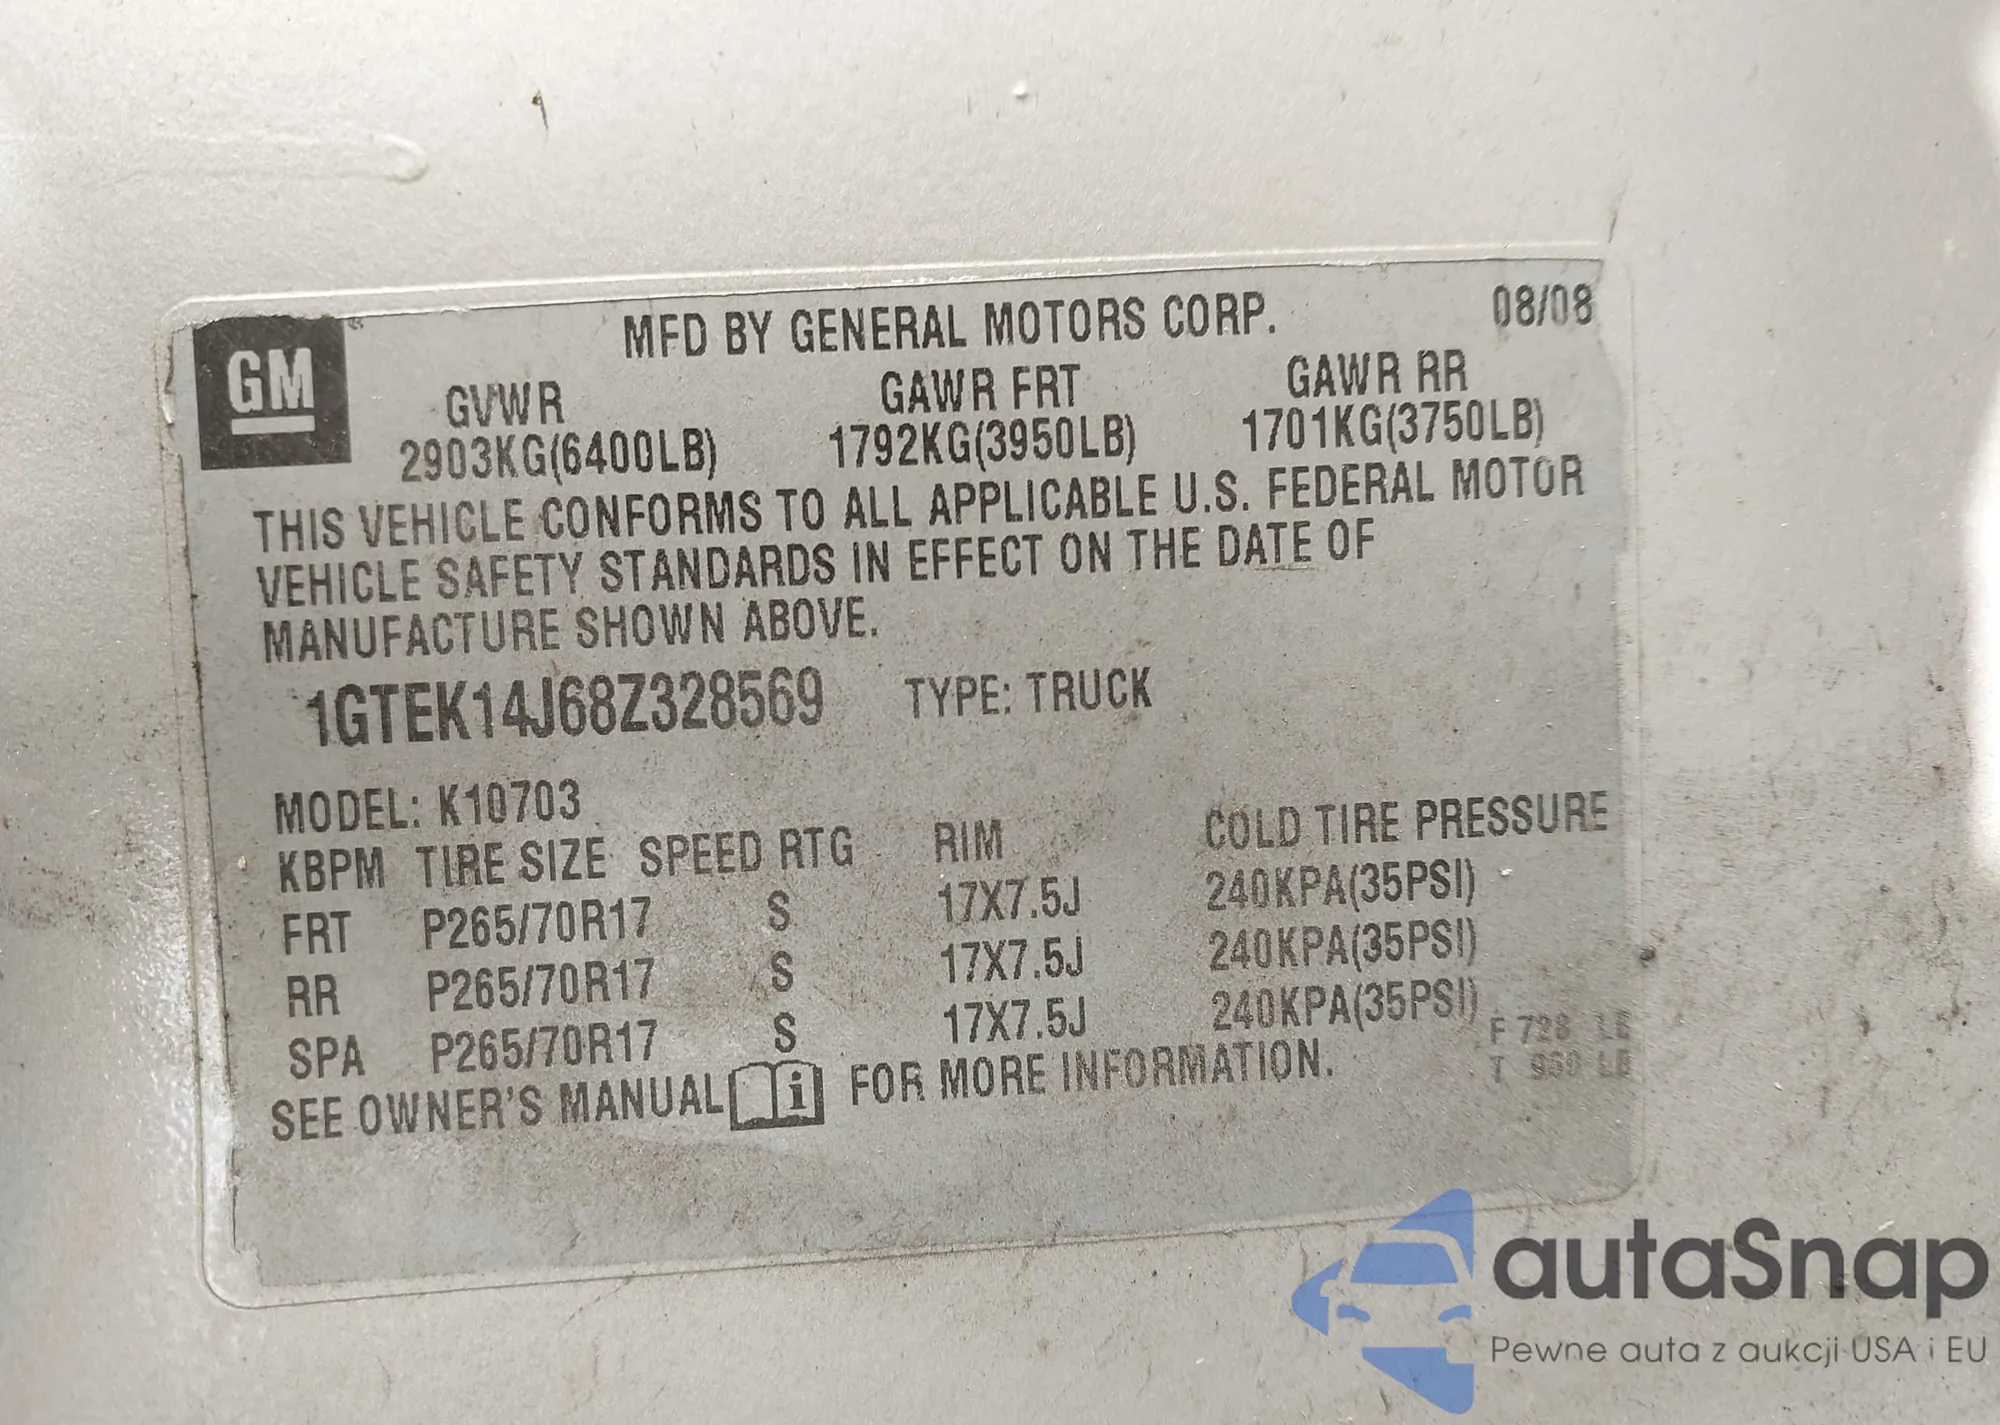 GM
MFD BY GENERAL MOTORS CORP. 08/08
GVWR GAWR FRT GAWR RR
2903KG(6400LB) 1792KG(3950LB) 1701KG(3750LB)
THIS VEHICLE CONFORMS TO ALL APPLICABLE U.S. FEDERAL MOTOR
VEHICLE SAFETY STANDARDS IN EFFECT ON THE DATE OF
MANUFACTURE SHOWN ABOVE.
1GTEK14J68Z328569 TYPE: TRUCK
MODEL: K10703
KBPM TIRE SIZE SPEED RTG RIM COLD TIRE PRESSURE
FRT P265/70R17 S 17X7.5J 240KPA(35PSI)
RR P265/70R17 S 17X7.5J 240KPA(35PSI)
SPA P265/70R17 S 17X7.5J 240KPA(35PSI)
F 728 LB
T LB
SEE OWNER'S MANUAL i FOR MORE INFORMATION.
autaSnap
Pewne auta z aukcji USA i EU